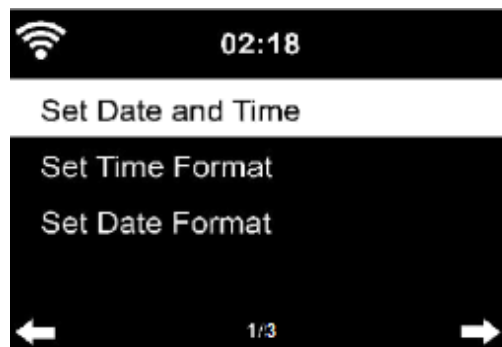 02:18
Set Date and Time
Set Time Format
Set Date Format
1/3